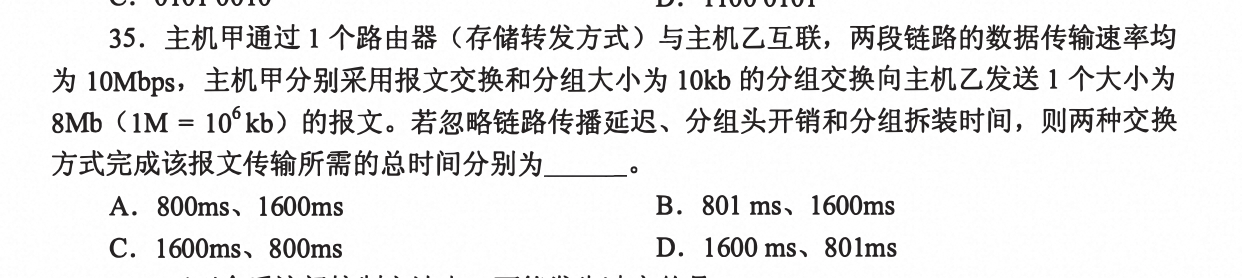 35．主机甲通过 1 个路由器（存储转发方式）与主机乙互联，两段链路的数据传输速率均
为 10Mbps，主机甲分别采用报文交换和分组大小为 10kb 的分组交换向主机乙发送 1 个大小为
8Mb（1M = 10⁶ kb）的报文。若忽略链路传播延迟、分组头开销和分组拆装时间，则两种交换
方式完成该报文传输所需的总时间分别为______。
A．800ms、1600ms B．801 ms、1600ms
C．1600ms、800ms D．1600 ms、801ms